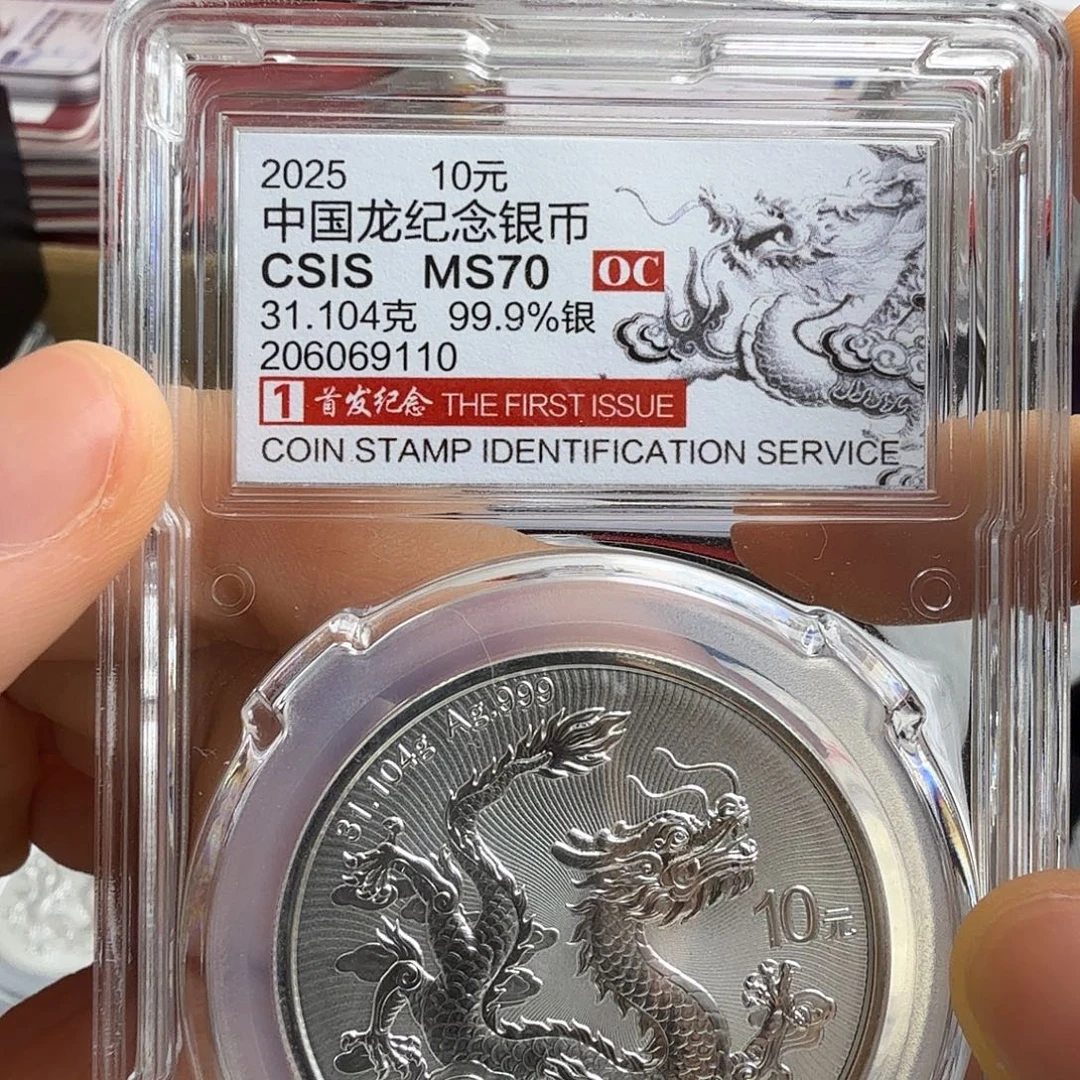 2025 10元
中国龙纪念银币
CSIS MS70 OC
31.104克 99.9%银
206069110
1 首发纪念 THE FIRST ISSUE
COIN STAMP IDENTIFICATION SERVICE
31.104g Ag.999
10元